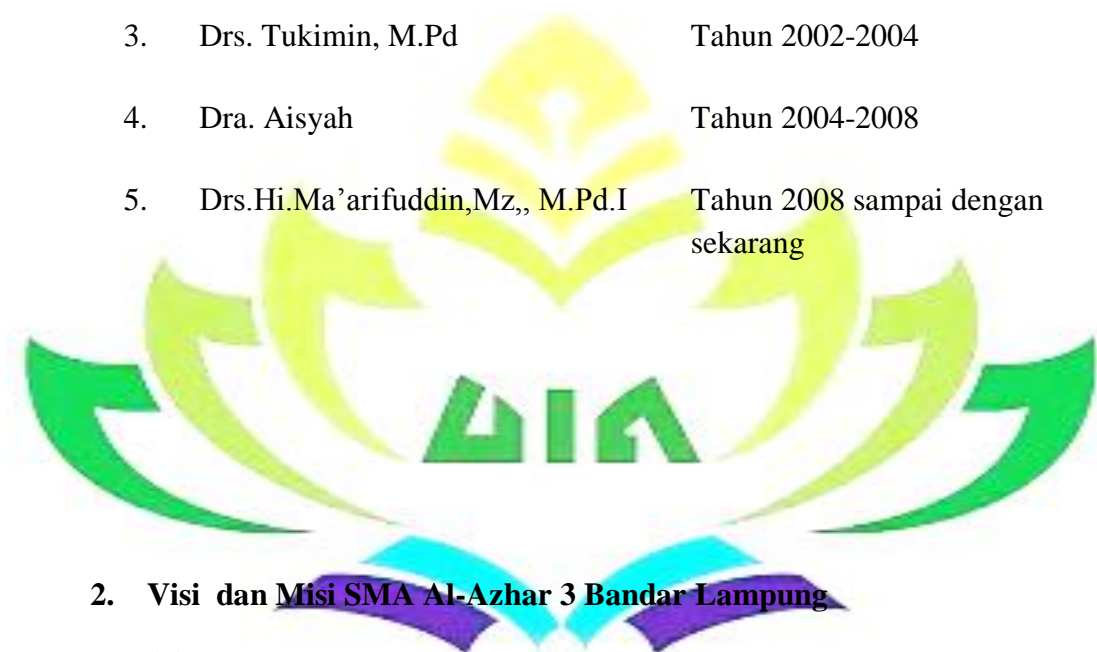 3. Drs. Tukimin, M.Pd Tahun 2002-2004
4. Dra. Aisyah Tahun 2004-2008
5. Drs.Hi.Ma’arifuddin,Mz,, M.Pd.I Tahun 2008 sampai dengan
sekarang
UIN
2. Visi dan Misi SMA Al-Azhar 3 Bandar Lampung